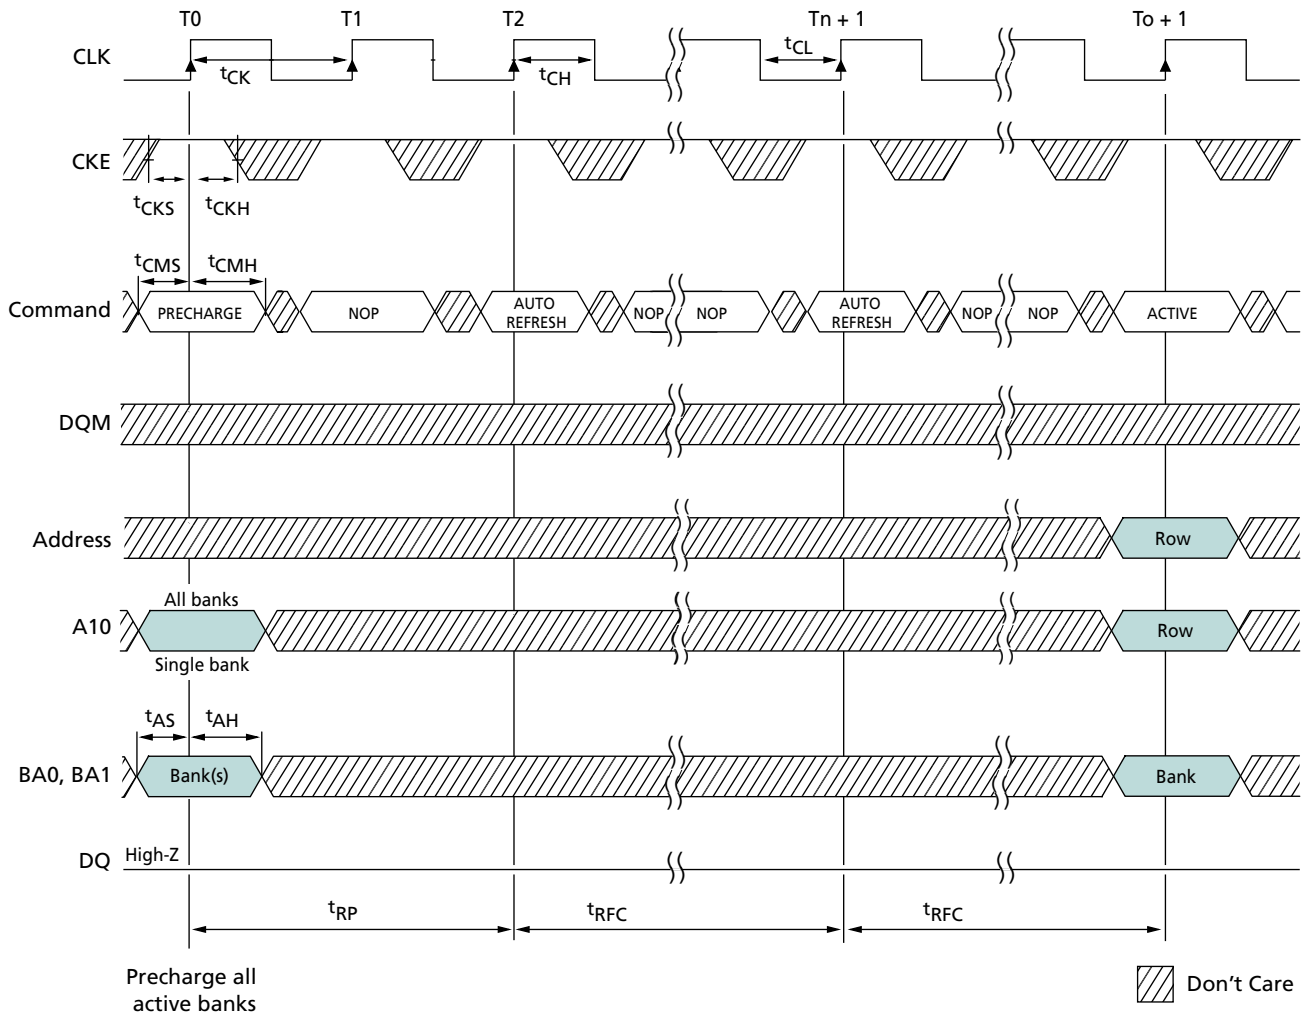 T0 T1 T2 Tn + 1 To + 1
CLK
tCK tCH tCL
CKE
tCKS tCKH
tCMS tCMH
Command PRECHARGE NOP AUTO REFRESH NOP NOP AUTO REFRESH NOP NOP ACTIVE
DQM
Address Row
All banks
A10 Row
Single bank
tAS tAH
BA0, BA1 Bank(s) Bank
DQ High-Z
tRP tRFC tRFC
Precharge all
active banks
Don't Care